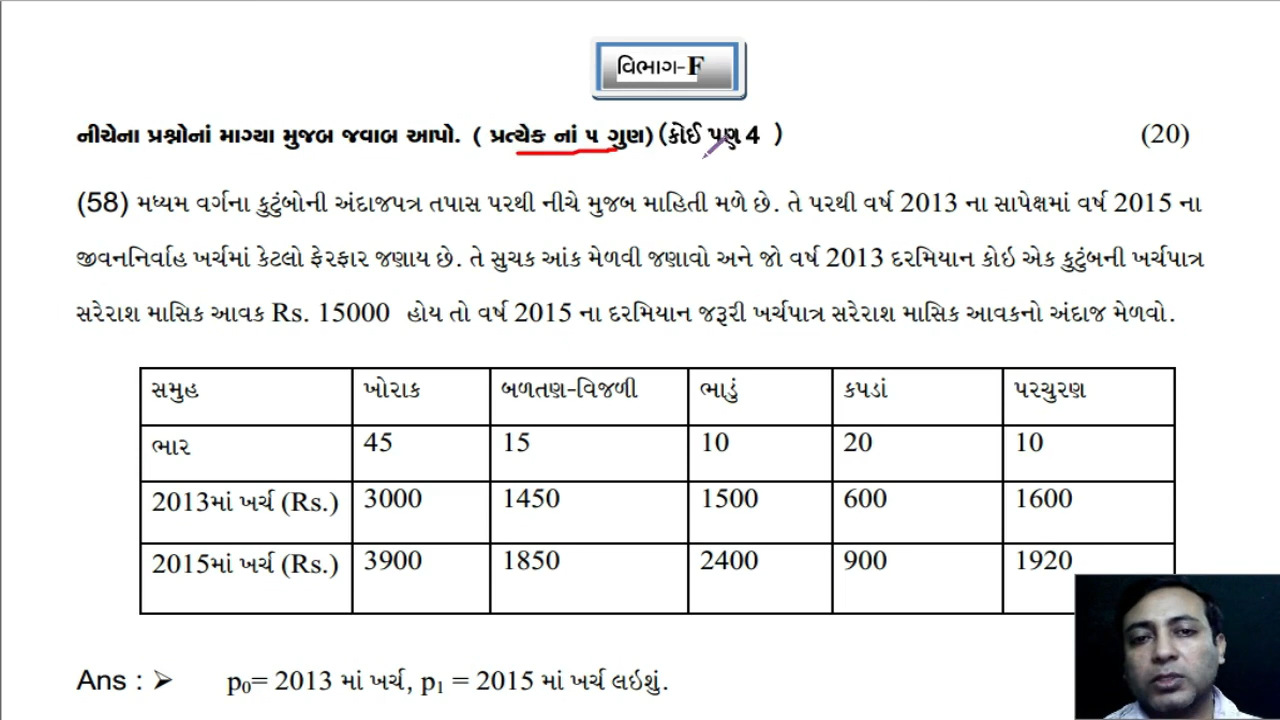 વિભાગ-F
નીચેના પ્રશ્નોનાં માગ્યા મુજબ જવાબ આપો. ( પ્રત્યેક નાં ૫ ગુણ) (કોઈ પણ 4 ) (20)
(58) મધ્યમ વર્ગના કુટુંબોની અંદાજપત્ર તપાસ પરથી નીચે મુજબ માહિતી મળે છે. તે પરથી વર્ષ 2013 ના સાપેક્ષમાં વર્ષ 2015 ના
જીવનનિર્વાહ ખર્ચમાં કેટલો ફેરફાર જણાય છે. તે સુચક આંક મેળવી જણાવો અને જો વર્ષ 2013 દરમિયાન કોઇ એક કુટુંબની ખર્ચપાત્ર
સરેરાશ માસિક આવક Rs. 15000 હોય તો વર્ષ 2015 ના દરમિયાન જરૂરી ખર્ચપાત્ર સરેરાશ માસિક આવકનો અંદાજ મેળવો.
સમુહ ખોરાક બળતણ-વિજળી ભાડું કપડાં પરચુરણ
ભાર 45 15 10 20 10
2013માં ખર્ચ (Rs.) 3000 1450 1500 600 1600
2015માં ખર્ચ (Rs.) 3900 1850 2400 900 1920
Ans : ➢ p₀= 2013 માં ખર્ચ, p₁ = 2015 માં ખર્ચ લઇશું.